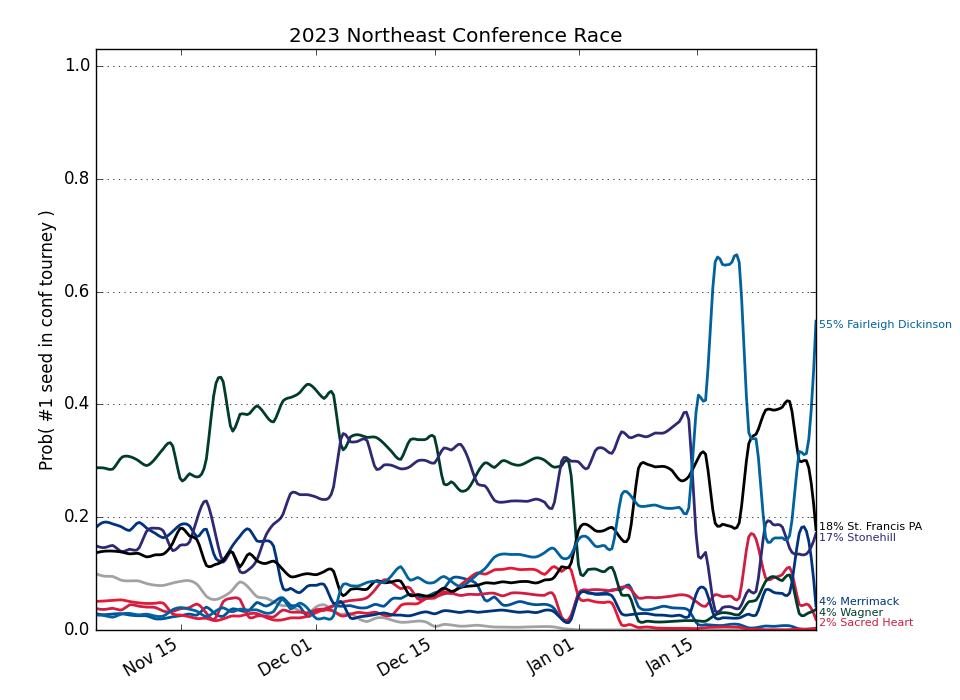 2023 Northeast Conference Race
Prob( #1 seed in conf tourney )
1.0
0.8
0.6
0.4
0.2
0.0
Nov 15
Dec 01
Dec 15
Jan 01
Jan 15
55% Fairleigh Dickinson
18% St. Francis PA
17% Stonehill
4% Merrimack
4% Wagner
2% Sacred Heart